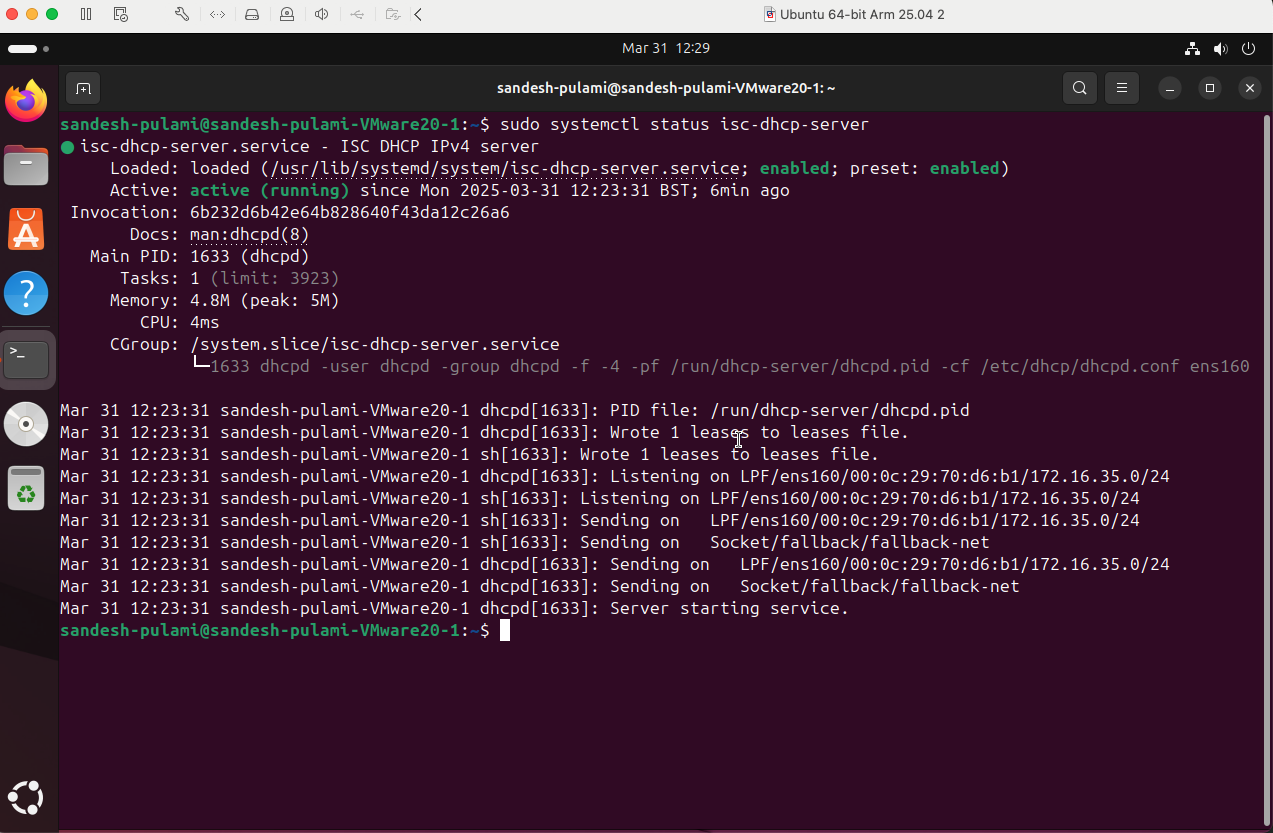 Ubuntu 64-bit Arm 25.04 2
Mar 31 12:29
sandesh-pulami@sandesh-pulami-VMware20-1: ~
sandesh-pulami@sandesh-pulami-VMware20-1:~$ sudo systemctl status isc-dhcp-server
● isc-dhcp-server.service - ISC DHCP IPv4 server
     Loaded: loaded (/usr/lib/systemd/system/isc-dhcp-server.service; enabled; preset: enabled)
     Active: active (running) since Mon 2025-03-31 12:23:31 BST; 6min ago
 Invocation: 6b232d6b42e64b828640f43da12c26a6
       Docs: man:dhcpd(8)
   Main PID: 1633 (dhcpd)
      Tasks: 1 (limit: 3923)
     Memory: 4.8M (peak: 5M)
        CPU: 4ms
     CGroup: /system.slice/isc-dhcp-server.service
             └─1633 dhcpd -user dhcpd -group dhcpd -f -4 -pf /run/dhcp-server/dhcpd.pid -cf /etc/dhcp/dhcpd.conf ens160
Mar 31 12:23:31 sandesh-pulami-VMware20-1 dhcpd[1633]: PID file: /run/dhcp-server/dhcpd.pid
Mar 31 12:23:31 sandesh-pulami-VMware20-1 dhcpd[1633]: Wrote 1 leases to leases file.
Mar 31 12:23:31 sandesh-pulami-VMware20-1 sh[1633]: Wrote 1 leases to leases file.
Mar 31 12:23:31 sandesh-pulami-VMware20-1 dhcpd[1633]: Listening on LPF/ens160/00:0c:29:70:d6:b1/172.16.35.0/24
Mar 31 12:23:31 sandesh-pulami-VMware20-1 sh[1633]: Listening on LPF/ens160/00:0c:29:70:d6:b1/172.16.35.0/24
Mar 31 12:23:31 sandesh-pulami-VMware20-1 sh[1633]: Sending on   LPF/ens160/00:0c:29:70:d6:b1/172.16.35.0/24
Mar 31 12:23:31 sandesh-pulami-VMware20-1 sh[1633]: Sending on   Socket/fallback/fallback-net
Mar 31 12:23:31 sandesh-pulami-VMware20-1 dhcpd[1633]: Sending on   LPF/ens160/00:0c:29:70:d6:b1/172.16.35.0/24
Mar 31 12:23:31 sandesh-pulami-VMware20-1 dhcpd[1633]: Sending on   Socket/fallback/fallback-net
Mar 31 12:23:31 sandesh-pulami-VMware20-1 dhcpd[1633]: Server starting service.
sandesh-pulami@sandesh-pulami-VMware20-1:~$